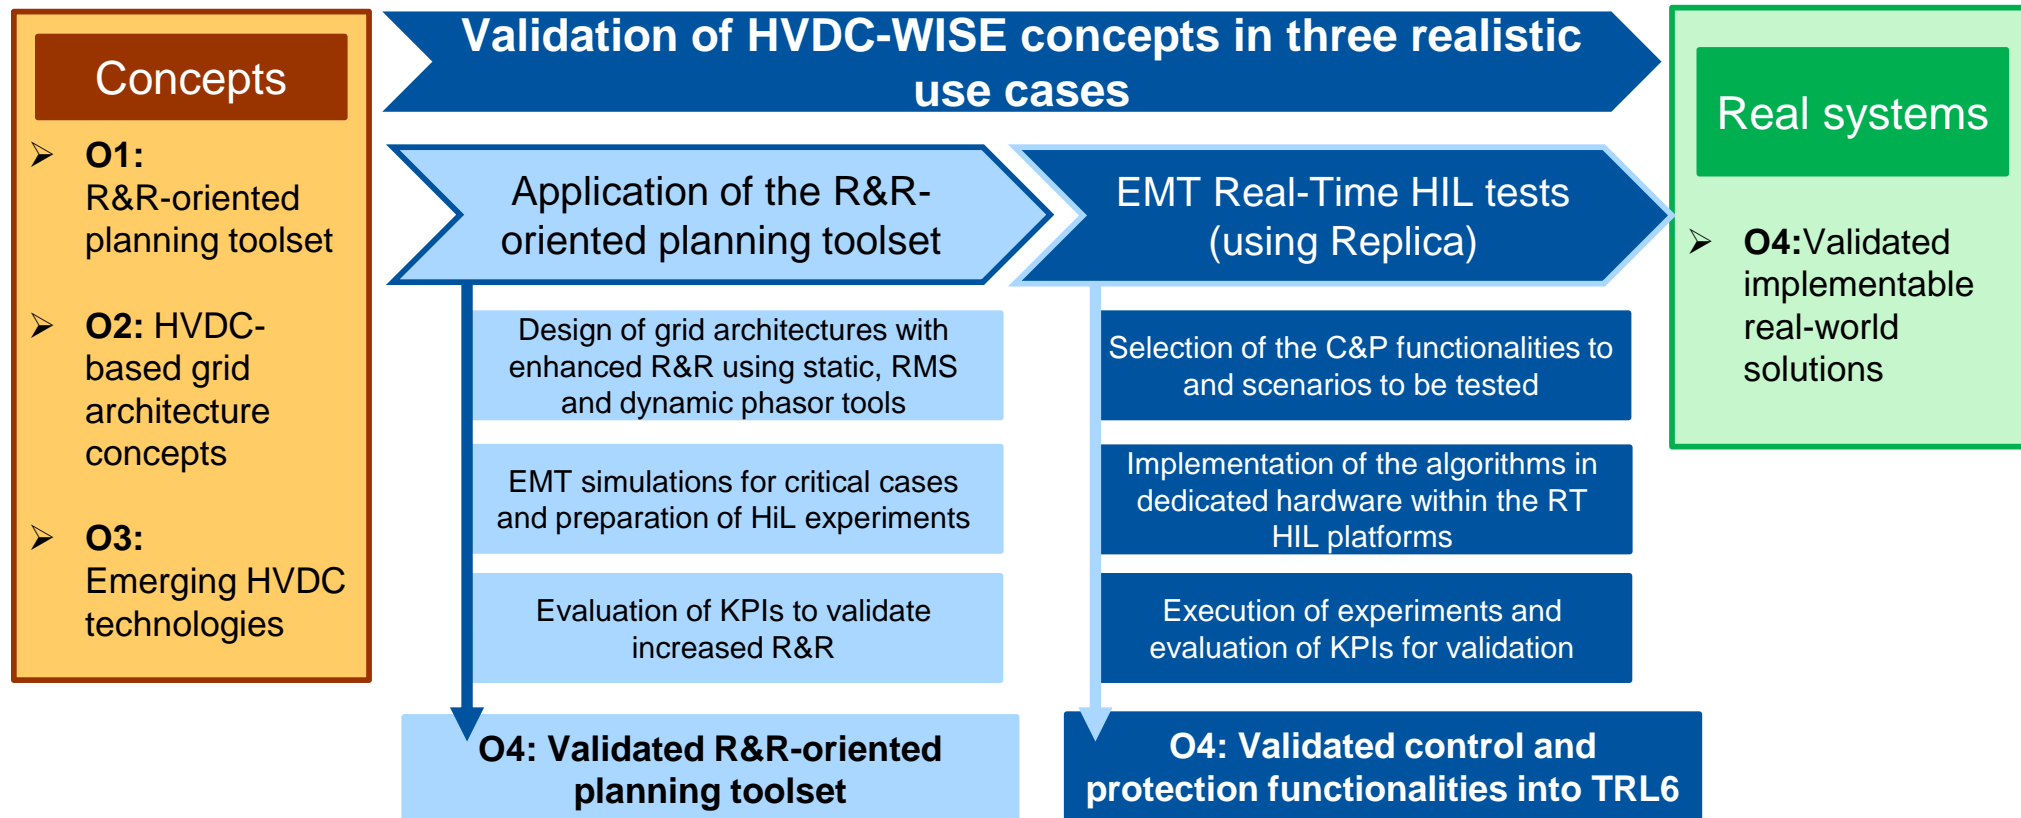 Concepts
➢ O1:
R&R-oriented
planning toolset
➢ O2: HVDC-
based grid
architecture
concepts
➢ O3:
Emerging HVDC
technologies
Validation of HVDC-WISE concepts in three realistic
use cases
Application of the R&R-
oriented planning toolset
Design of grid architectures with
enhanced R&R using static, RMS
and dynamic phasor tools
EMT simulations for critical cases
and preparation of HiL experiments
Evaluation of KPIs to validate
increased R&R
O4: Validated R&R-oriented
planning toolset
EMT Real-Time HIL tests
(using Replica)
Selection of the C&P functionalities to
and scenarios to be tested
Implementation of the algorithms in
dedicated hardware within the RT
HIL platforms
Execution of experiments and
evaluation of KPIs for validation
O4: Validated control and
protection functionalities into TRL6
Real systems
➢ O4:Validated
implementable
real-world
solutions